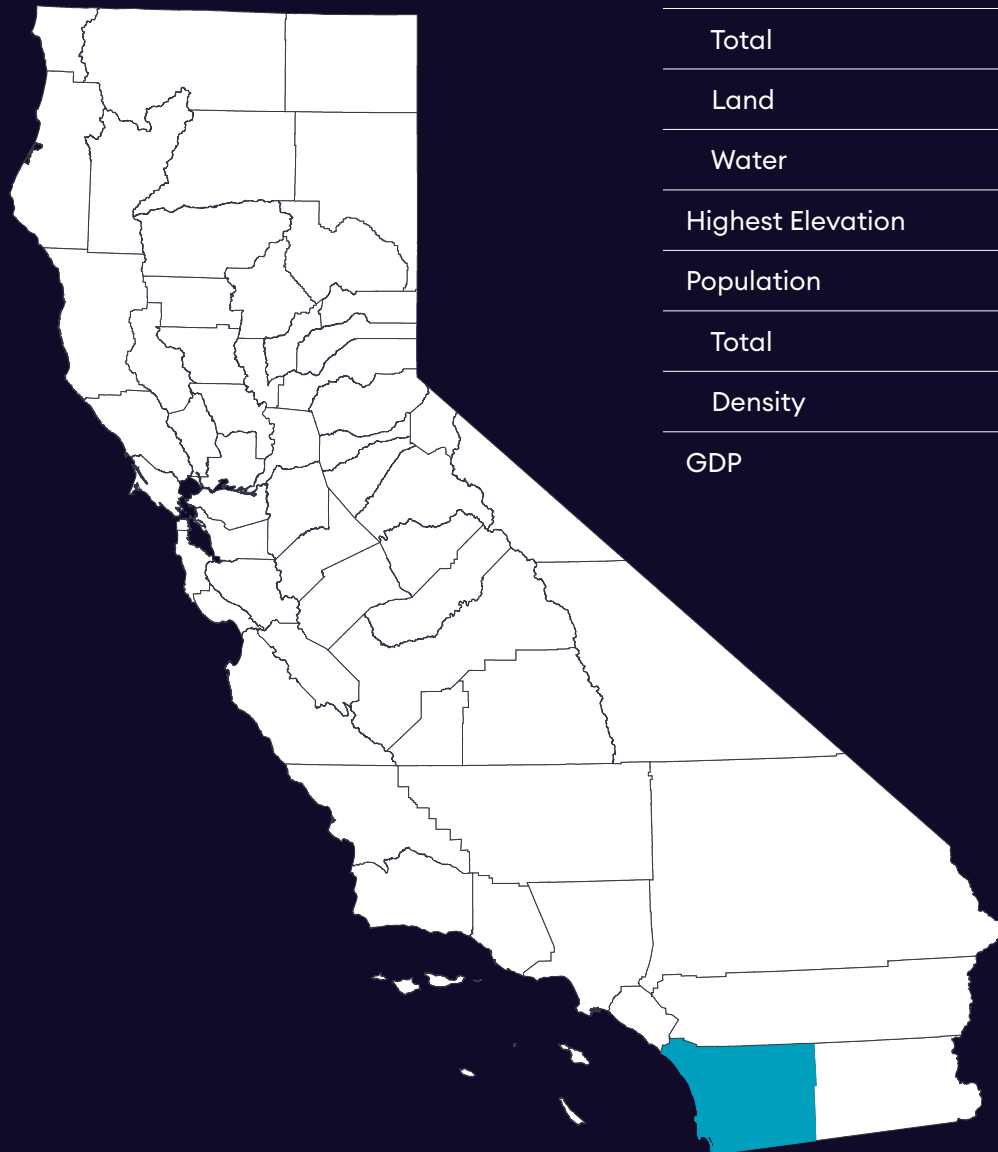 Total
Land
Water
Highest Elevation
Population
Total
Density
GDP